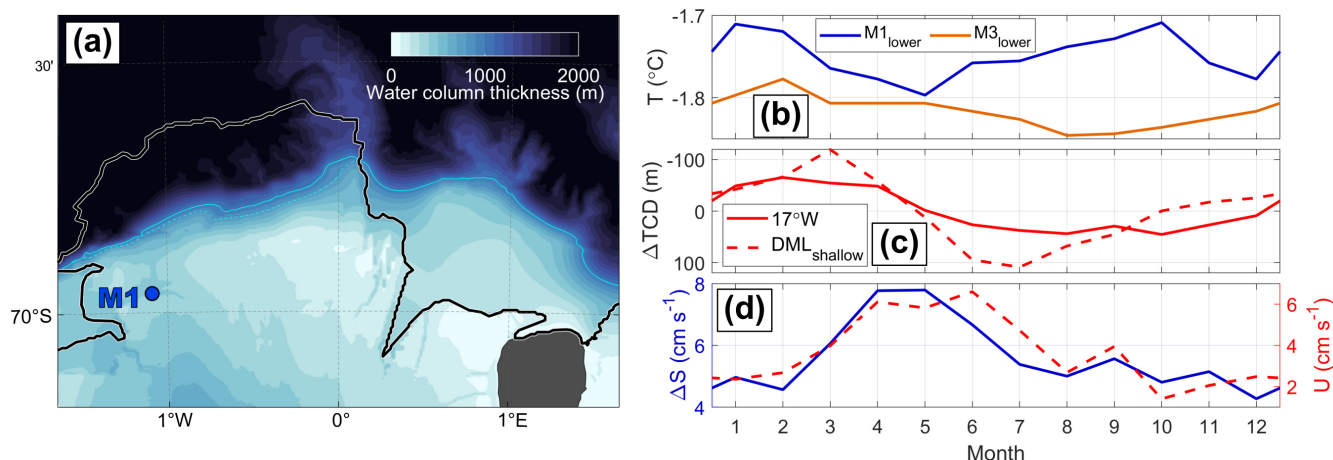 (a)
30'
0 1000 2000
Water column thickness (m)
M1
70°S
1°W 0° 1°E
-1.7
-1.8
T (°C)
M1lower M3lower
(b)
-100
0
100
ΔTCD (m)
17°W
DMLshallow
(c)
8
6
4
ΔS (cm s-1)
(d)
6
4
2
U (cm s-1)
1 2 3 4 5 6 7 8 9 10 11 12
Month